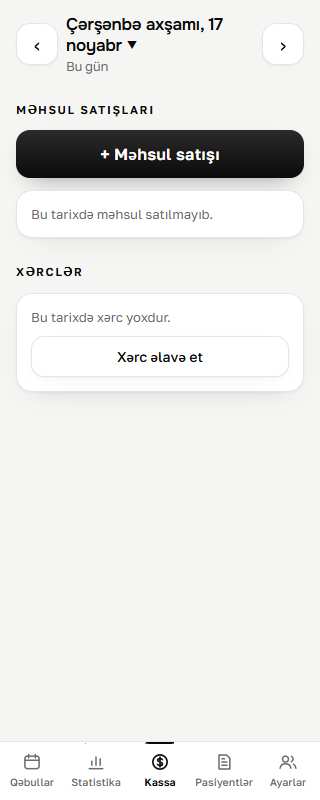 ‹
Çərşənbə axşamı, 17
noyabr ▼
Bu gün
›
MƏHSUL SATIŞLARI
+ Məhsul satışı
Bu tarixdə məhsul satılmayıb.
XƏRCLƏR
Bu tarixdə xərc yoxdur.
Xərc əlavə et
Qəbullar
Statistika
Kassa
Pasiyentlər
Ayarlar